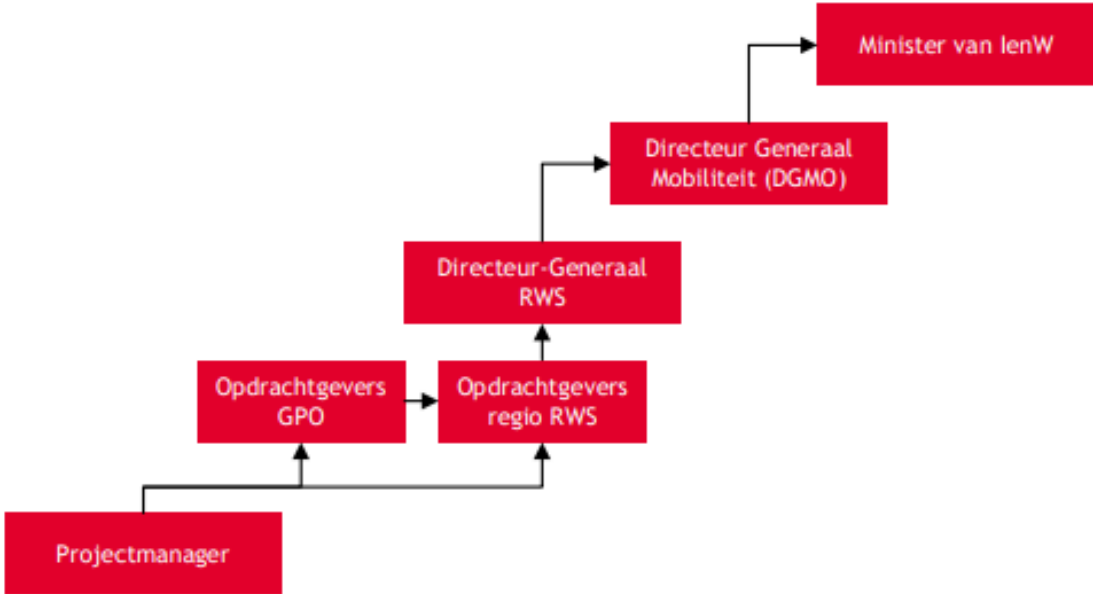 Minister van IenW
Directeur Generaal
Mobiliteit (DGMO)
Directeur-Generaal
RWS
Opdrachtgevers
GPO
Opdrachtgevers
regio RWS
Projectmanager